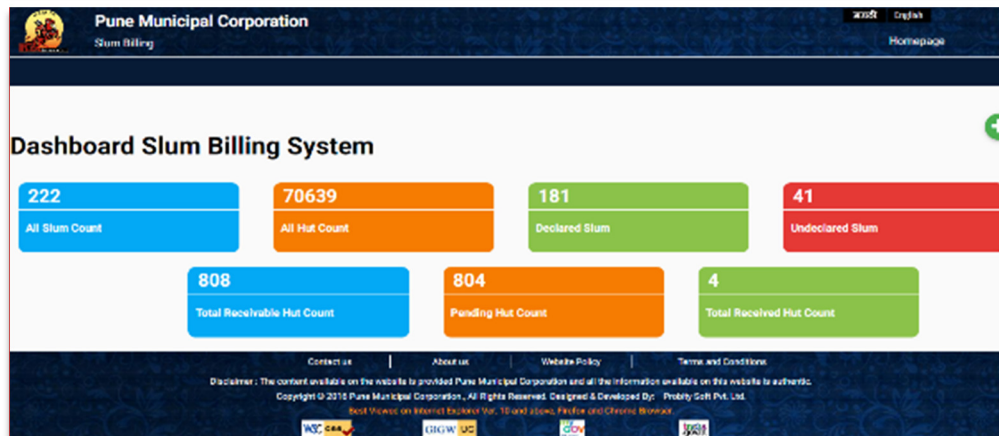 Pune Municipal Corporation
Slum Billing
मराठी English
Homepage
Dashboard Slum Billing System
222
All Slum Count
70639
All Hut Count
181
Declared Slum
41
Undeclared Slum
808
Total Receivable Hut Count
804
Pending Hut Count
4
Total Received Hut Count
Contact us
About us
Website Policy
Terms and Conditions
Disclaimer : The content available on the website is provided Pune Municipal Corporation and all the information available on this website is authentic.
Copyright © 2016 Pune Municipal Corporation., All Rights Reserved. Designed & Developed By: Probity Soft Pvt. Ltd.
Best Viewed on Internet Explorer Ver. 10 and above, Firefox and Chrome Browser.
W3C css
GIGW UC
gov